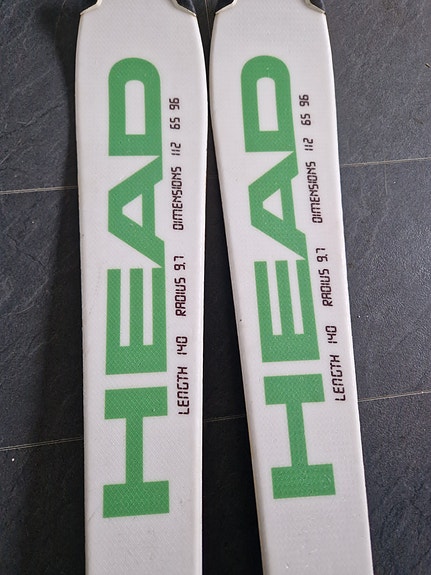 HEAD
LENGTH 140 RADIUS 9.7 DIMENSIONS 112 65 96
HEAD
LENGTH 140 RADIUS 9.7 DIMENSIONS 112 65 96